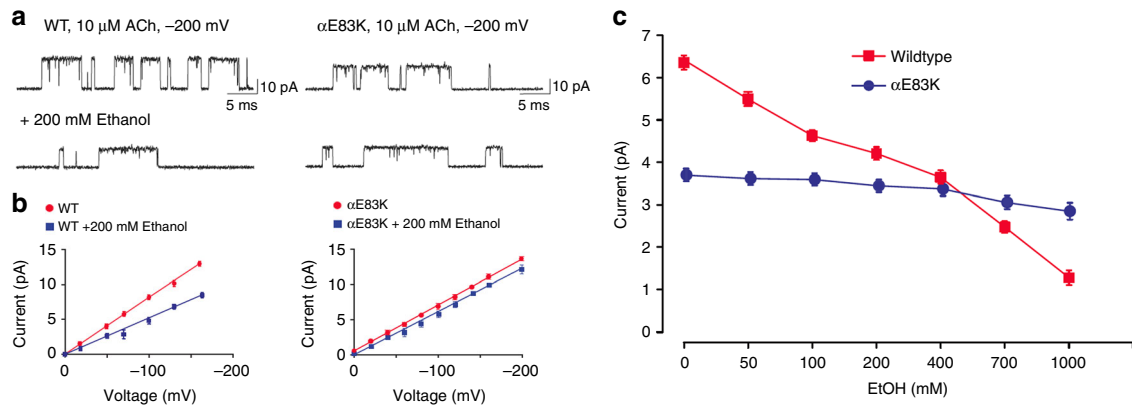 a
WT, 10 µM ACh, –200 mV
αE83K, 10 µM ACh, –200 mV
10 pA
5 ms
10 pA
5 ms
+ 200 mM Ethanol
b
WT
WT +200 mM Ethanol
15
10
5
0
Current (pA)
0
–100
–200
Voltage (mV)
αE83K
αE83K + 200 mM Ethanol
15
10
5
0
Current (pA)
0
–100
–200
Voltage (mV)
c
Wildtype
αE83K
7
6
5
4
3
2
1
0
Current (pA)
0
50
100
200
400
700
1000
EtOH (mM)